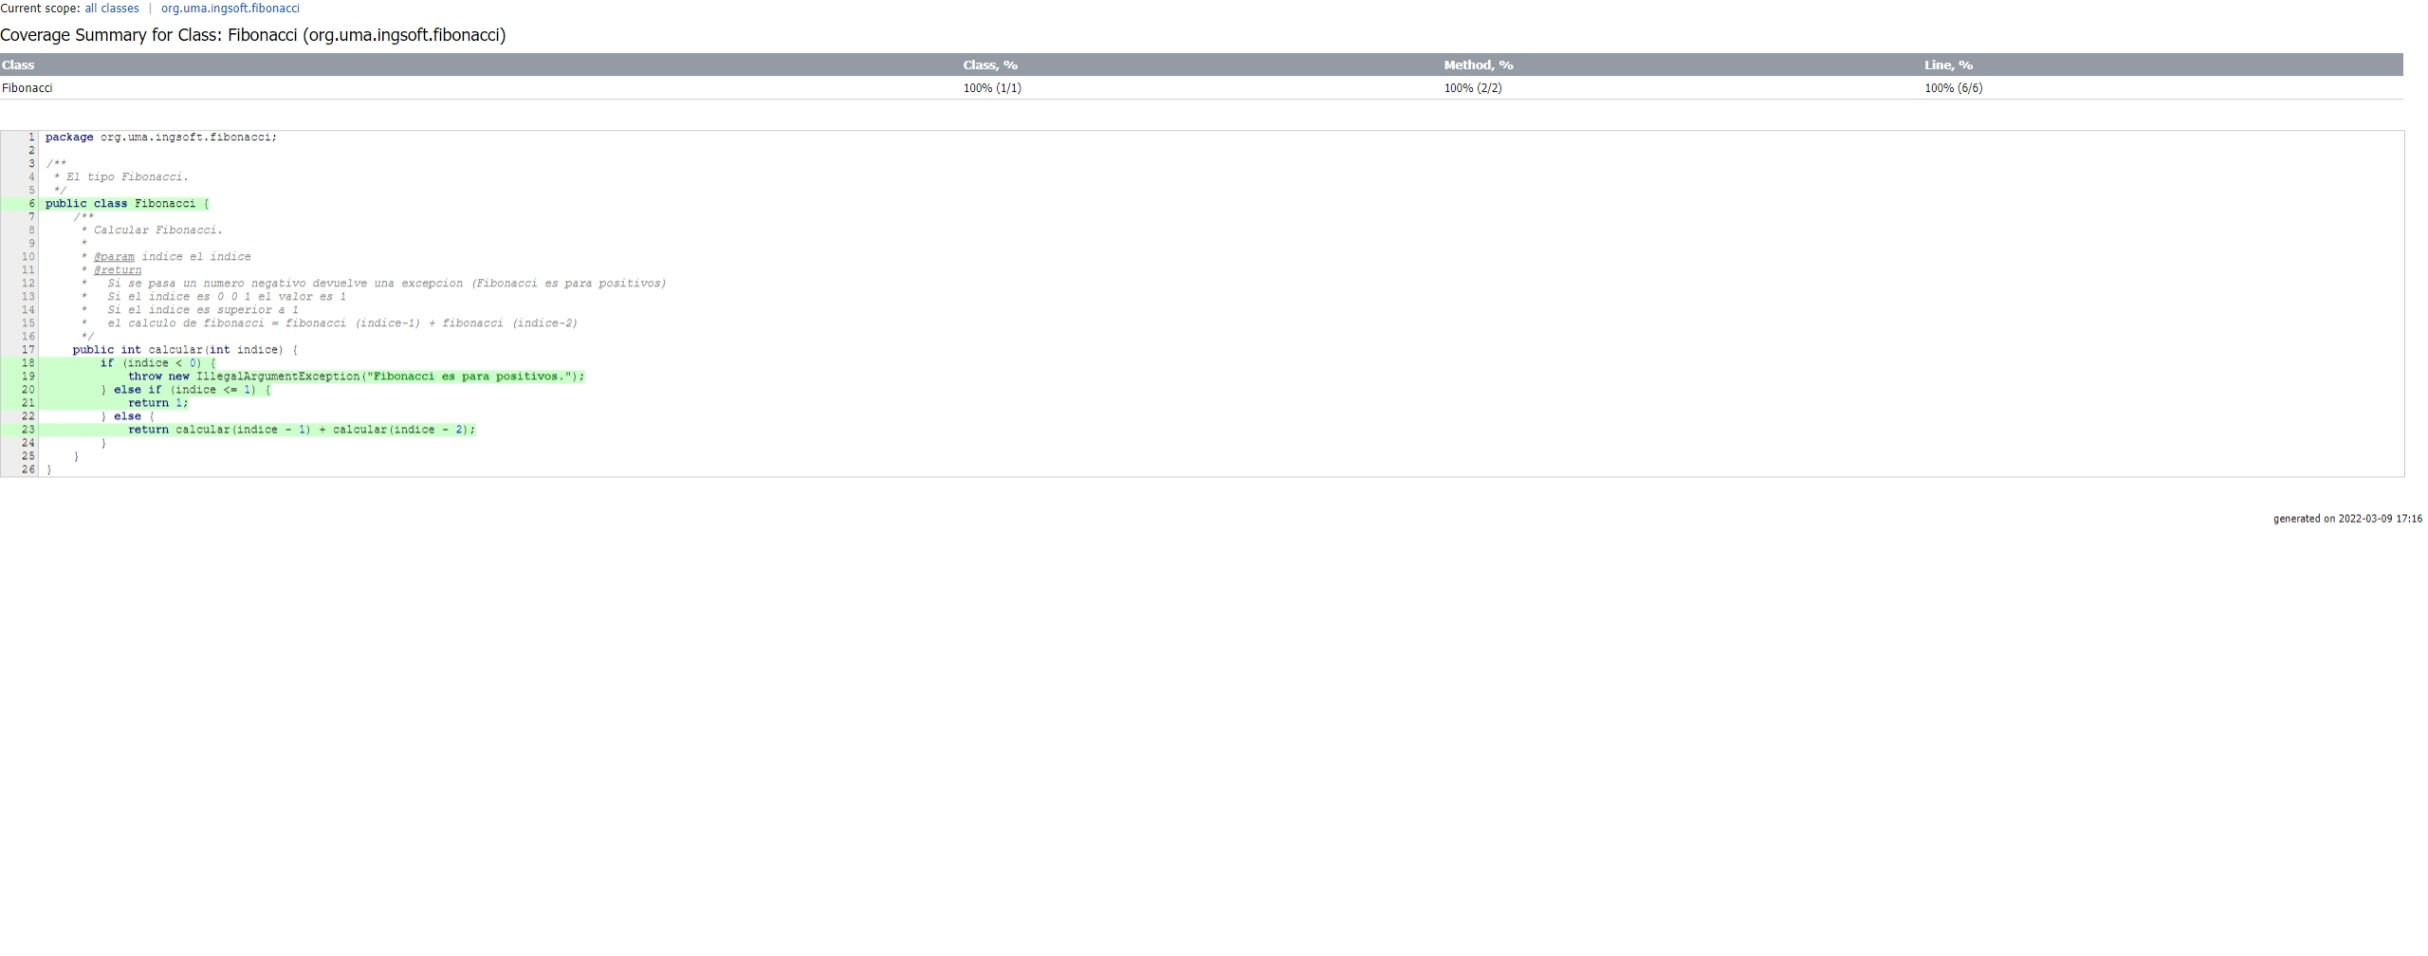 Current scope: all classes | org.uma.ingsoft.fibonacci
Coverage Summary for Class: Fibonacci (org.uma.ingsoft.fibonacci)
Class Class, % Method, % Line, %
Fibonacci 100% (1/1) 100% (2/2) 100% (6/6)
1 package org.uma.ingsoft.fibonacci;
2
3 /**
4  * El tipo Fibonacci.
5  */
6 public class Fibonacci {
7     /**
8      * Calcular Fibonacci.
9      *
10      * @param indice el indice
11      * @return
12      *   Si se pasa un numero negativo devuelve una excepcion (Fibonacci es para positivos)
13      *   Si el indice es 0 0 1 el valor es 1
14      *   Si el indice es superior a 1
15      *   el calculo de fibonacci = fibonacci (indice-1) + fibonacci (indice-2)
16      */
17     public int calcular(int indice) {
18         if (indice < 0) {
19             throw new IllegalArgumentException("Fibonacci es para positivos.");
20         } else if (indice <= 1) {
21             return 1;
22         } else {
23             return calcular(indice - 1) + calcular(indice - 2);
24         }
25     }
26 }
generated on 2022-03-09 17:16